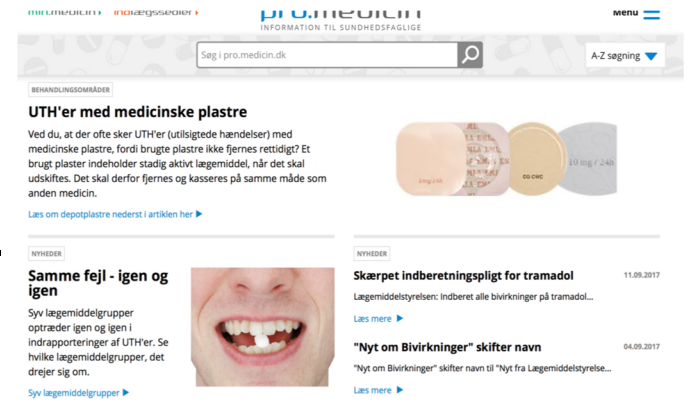 min.medicin
indlægssedler
pro.medicin
INFORMATION TIL SUNDHEDSFAGLIGE
Menu
Søg i pro.medicin.dk
A-Z søgning
BEHANDLINGSOMRÅDER
UTH'er med medicinske plastre
Ved du, at der ofte sker UTH'er (utilsigtede hændelser) med
medicinske plastre, fordi brugte plastre ikke fjernes rettidigt? Et
brugt plaster indeholder stadig aktivt lægemiddel, når det skal
udskiftes. Det skal derfor fjernes og kasseres på samme måde som
anden medicin.
Læs om depotplastre nederst i artiklen her
10 mg / 24h
CG CWC
NYHEDER
Samme fejl - igen og
igen
Syv lægemiddelgrupper
optræder igen og igen i
indrapporteringer af UTH'er. Se
hvilke lægemiddelgrupper, det
drejer sig om.
Syv lægemiddelgrupper
NYHEDER
Skærpet indberetningspligt for tramadol
11.09.2017
Lægemiddelstyrelsen: Indberet alle bivirkninger på tramadol...
Læs mere
"Nyt om Bivirkninger" skifter navn
04.09.2017
"Nyt om Bivirkninger" skifter navn til "Nyt fra Lægemiddelstyrelse...
Læs mere